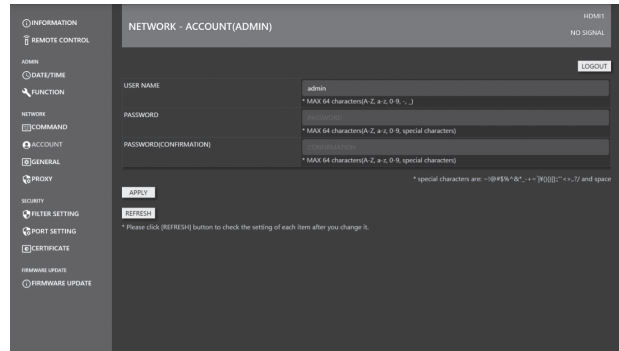 INFORMATION
REMOTE CONTROL
ADMIN
DATE/TIME
FUNCTION
NETWORK
COMMAND
ACCOUNT
GENERAL
PROXY
SECURITY
FILTER SETTING
PORT SETTING
CERTIFICATE
FIRMWARE UPDATE
FIRMWARE UPDATE
NETWORK - ACCOUNT(ADMIN)
HDMI1
NO SIGNAL
LOGOUT
USER NAME
admin
* MAX 64 characters(A-Z, a-z, 0-9, -, _)
PASSWORD
PASSWORD
* MAX 64 characters(A-Z, a-z, 0-9, special characters)
PASSWORD(CONFIRMATION)
CONFIRMATION
* MAX 64 characters(A-Z, a-z, 0-9, special characters)
* special characters are: ~!@#$%^&*_-+=`|¥(){}[]:;"'<>,.?/ and space
APPLY
REFRESH
* Please click [REFRESH] button to check the setting of each item after you change it.